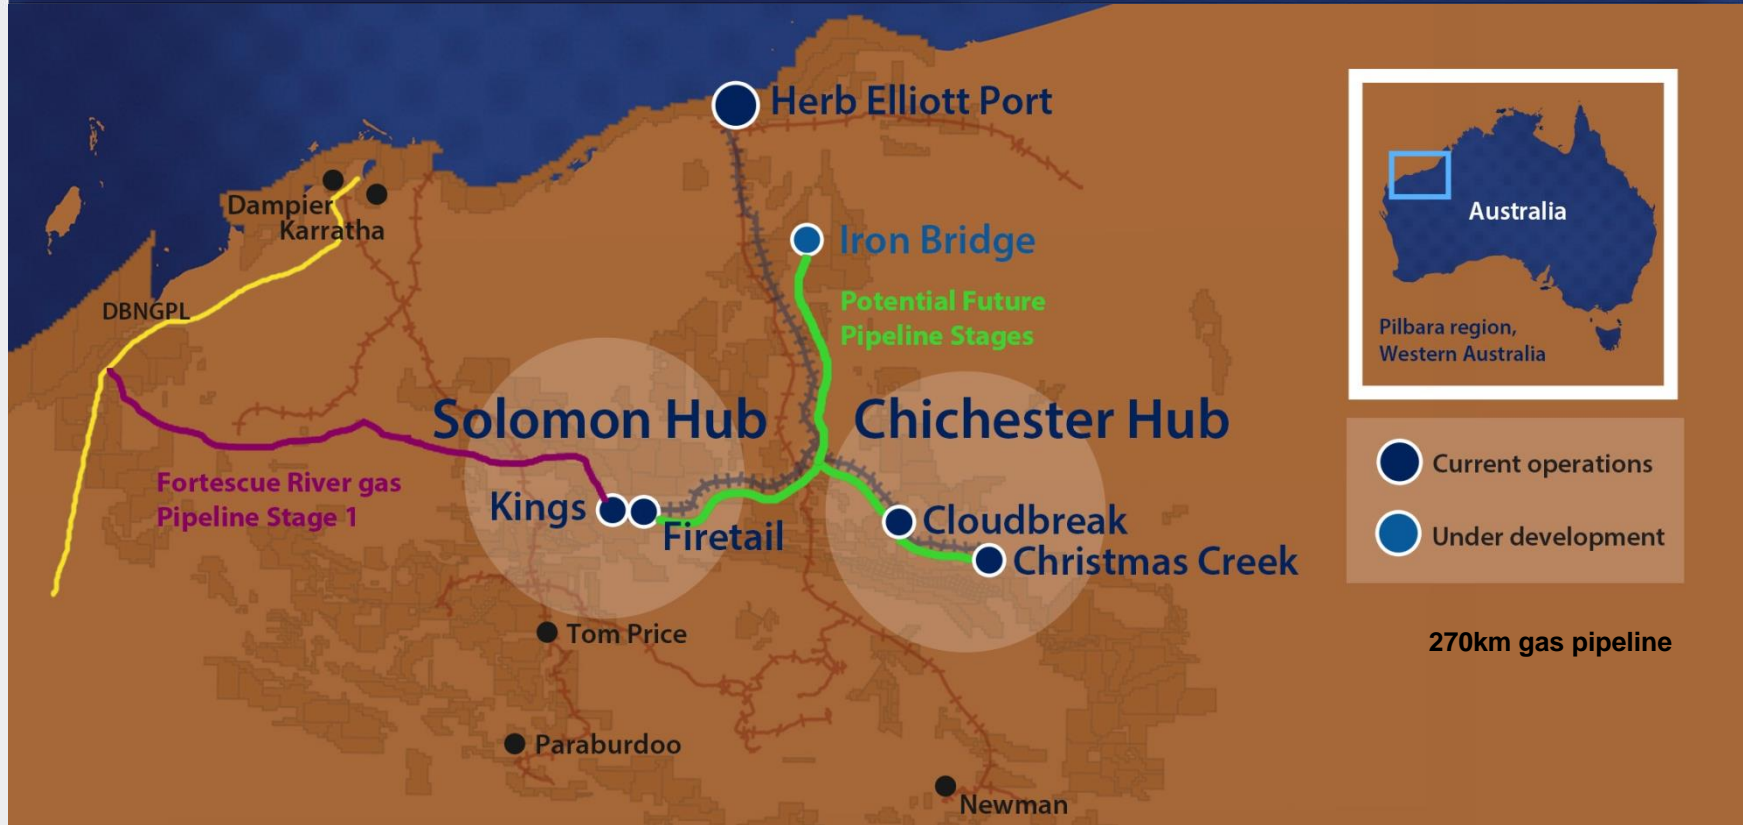 Herb Elliott Port
Dampier
Karratha
Iron Bridge
DBNGPL
Potential Future
Pipeline Stages
Solomon Hub
Chichester Hub
Fortescue River gas
Pipeline Stage 1
Kings
Firetail
Cloudbreak
Christmas Creek
Tom Price
Paraburdoo
Newman
Australia
Pilbara region,
Western Australia
Current operations
Under development
270km gas pipeline